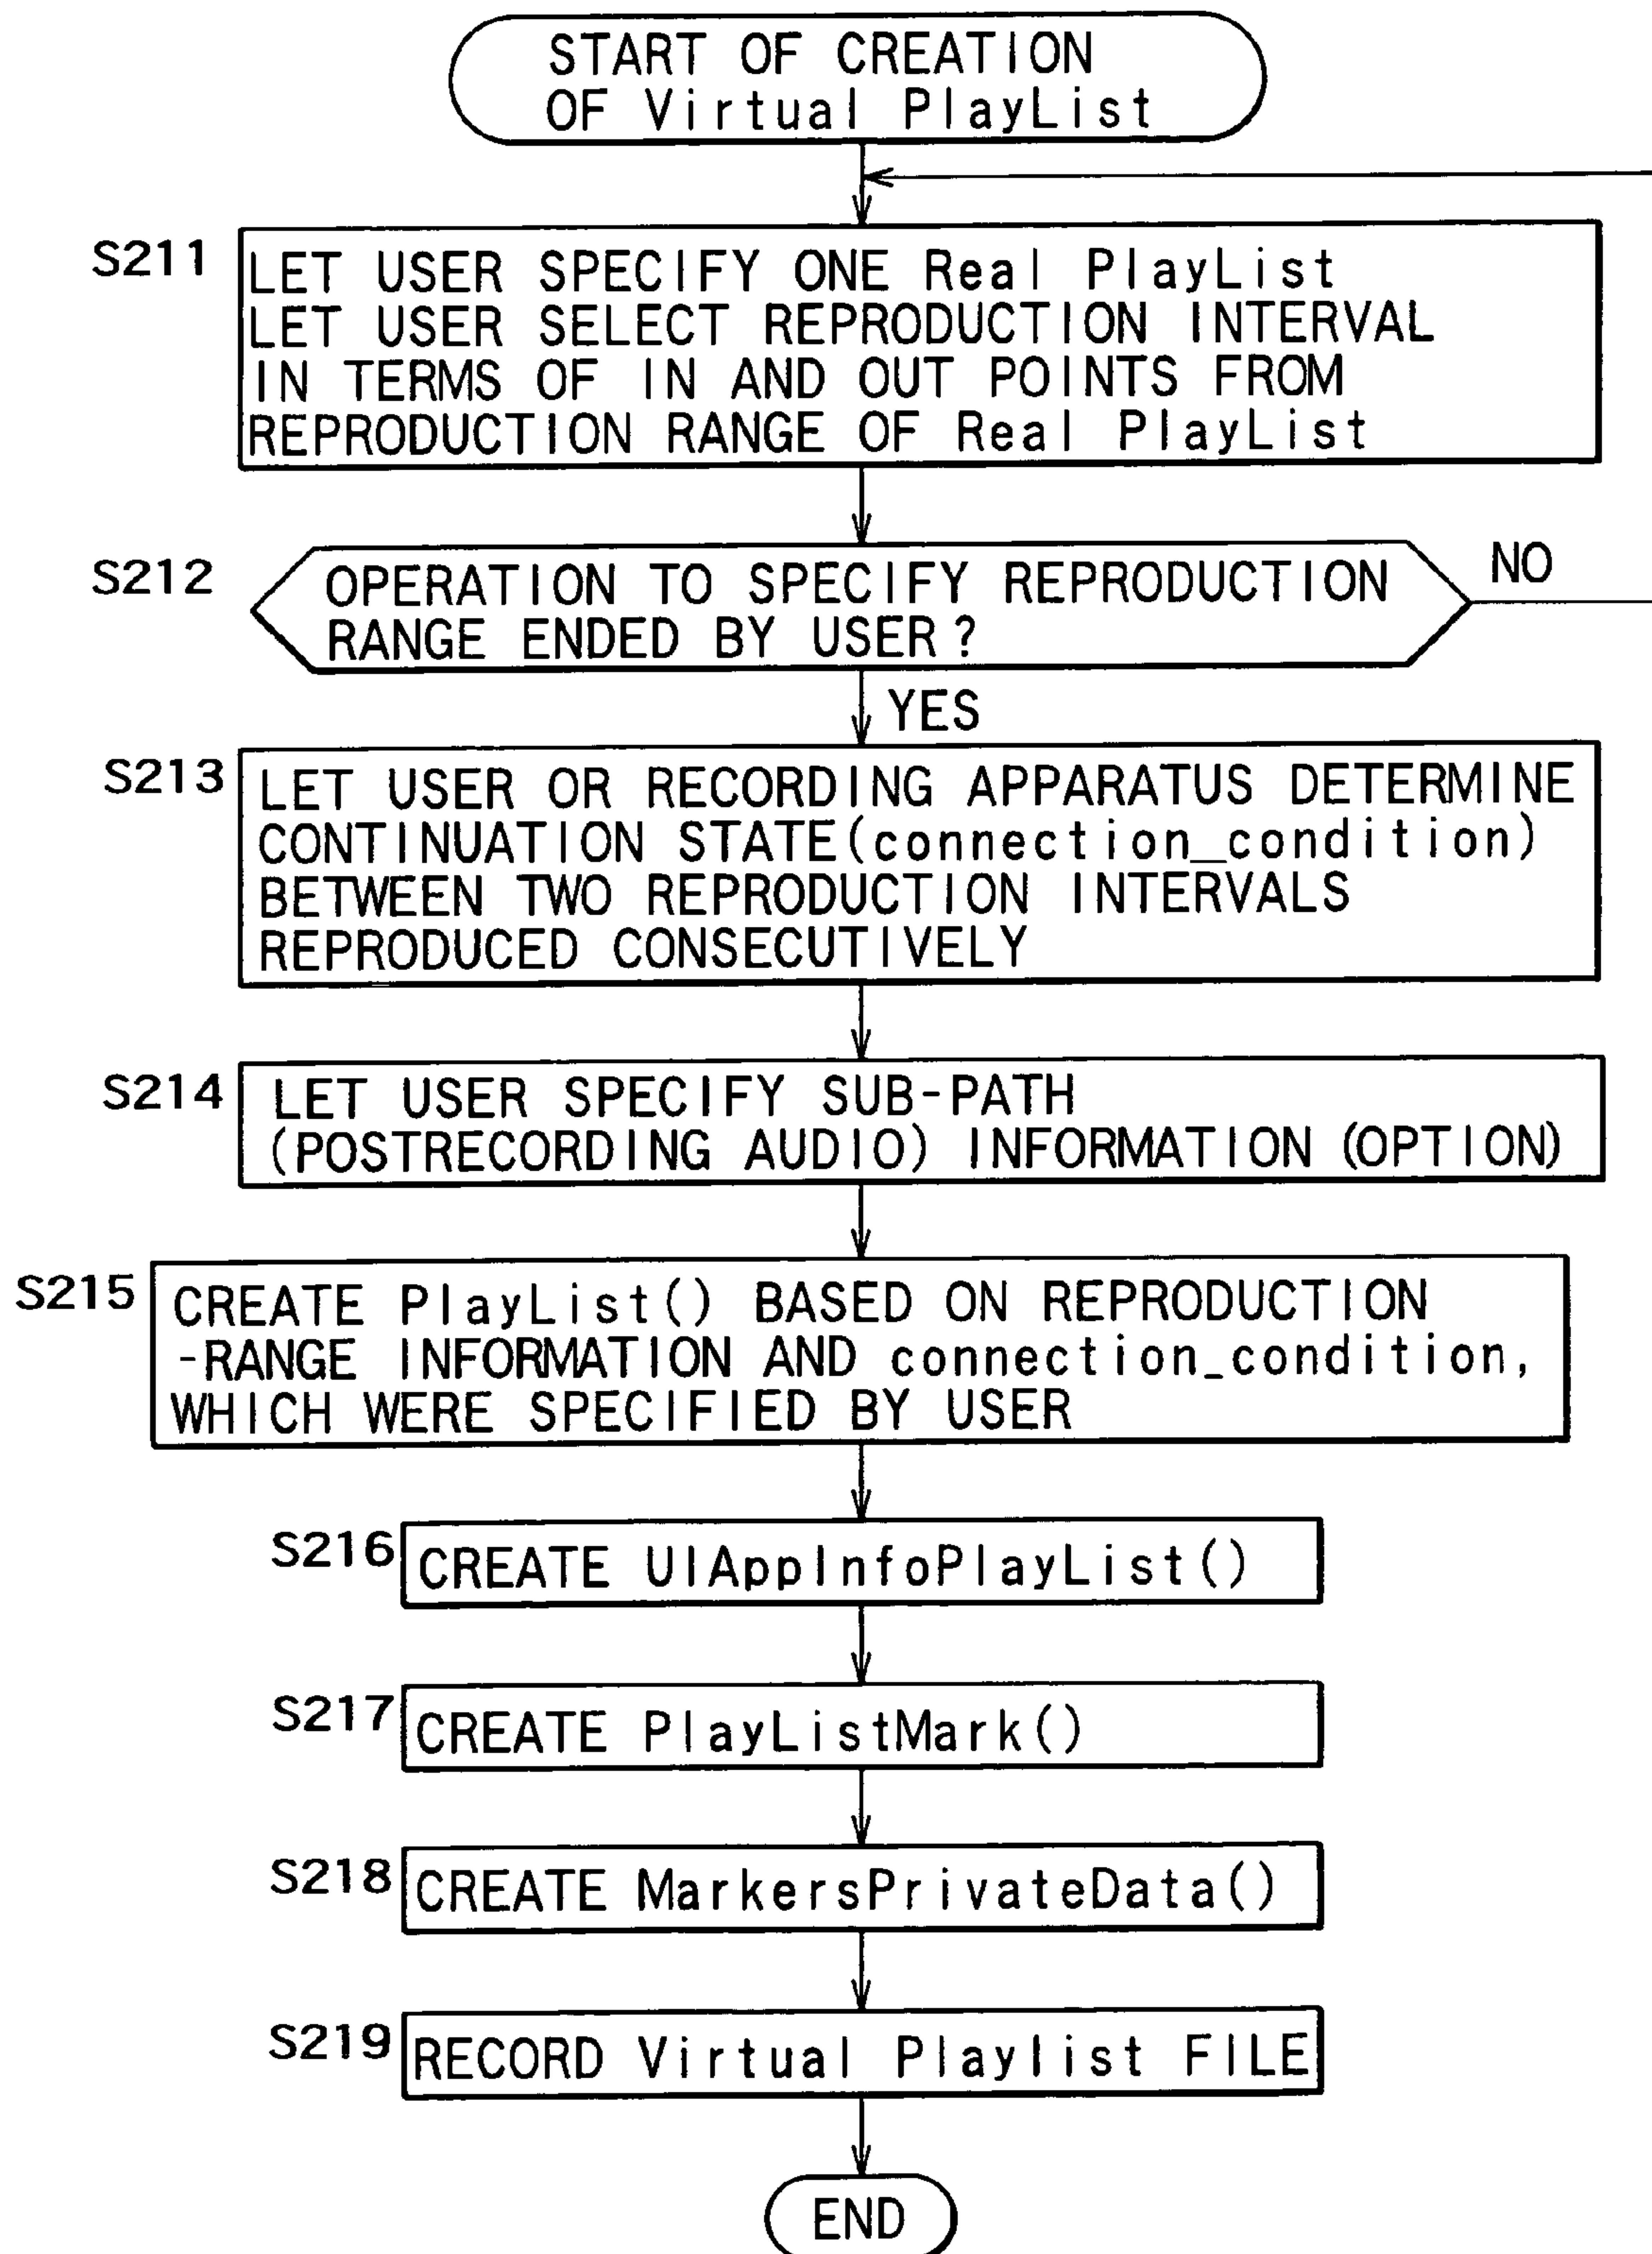 START OF CREATION
OF Virtual PlayList
S211
LET USER SPECIFY ONE Real PlayList
LET USER SELECT REPRODUCTION INTERVAL
IN TERMS OF IN AND OUT POINTS FROM
REPRODUCTION RANGE OF Real PlayList
S212
OPERATION TO SPECIFY REPRODUCTION
RANGE ENDED BY USER?
NO
YES
S213
LET USER OR RECORDING APPARATUS DETERMINE
CONTINUATION STATE(connection_condition)
BETWEEN TWO REPRODUCTION INTERVALS
REPRODUCED CONSECUTIVELY
S214
LET USER SPECIFY SUB-PATH
(POSTRECORDING AUDIO) INFORMATION (OPTION)
S215
CREATE PlayList() BASED ON REPRODUCTION
-RANGE INFORMATION AND connection_condition,
WHICH WERE SPECIFIED BY USER
S216
CREATE UIAppInfoPlayList()
S217
CREATE PlayListMark()
S218
CREATE MarkersPrivateData()
S219
RECORD Virtual Playlist FILE
END